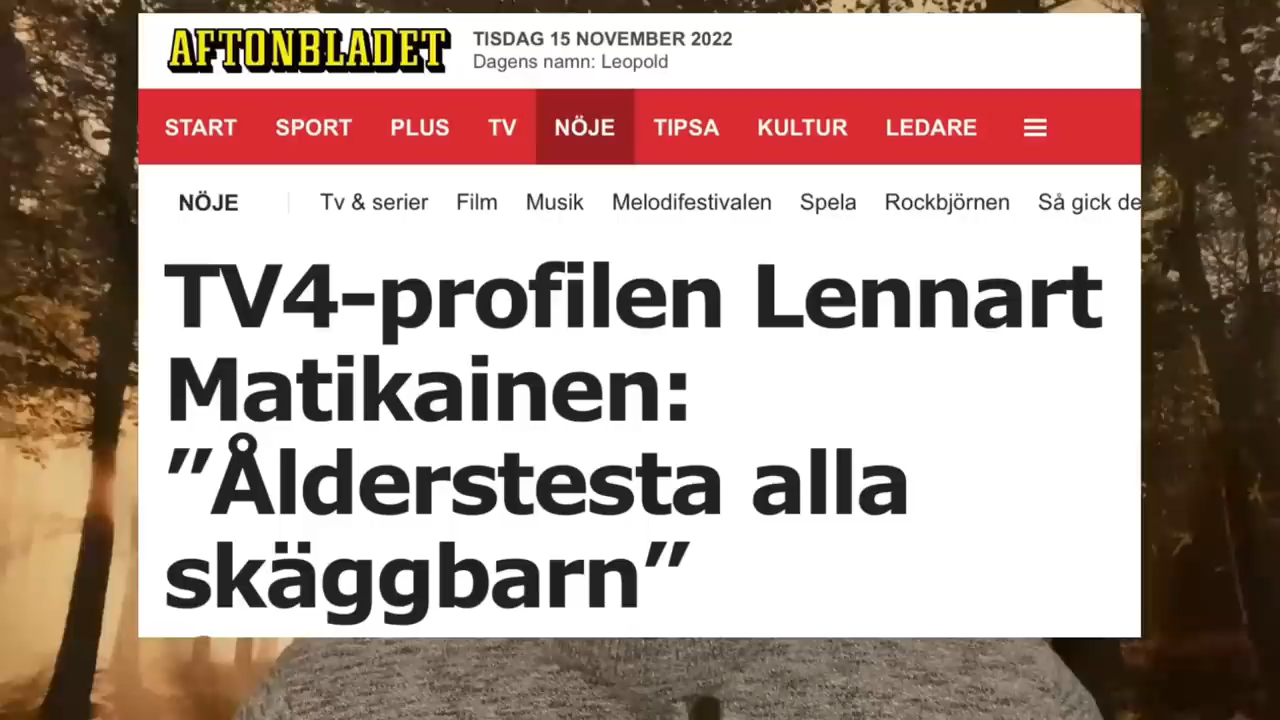 AFTONBLADET
TISDAG 15 NOVEMBER 2022
Dagens namn: Leopold
START SPORT PLUS TV NÖJE TIPSA KULTUR LEDARE
NÖJE Tv & serier Film Musik Melodifestivalen Spela Rockbjörnen Så gick de
TV4-profilen Lennart
Matikainen:
”Ålderstesta alla
skäggbarn”